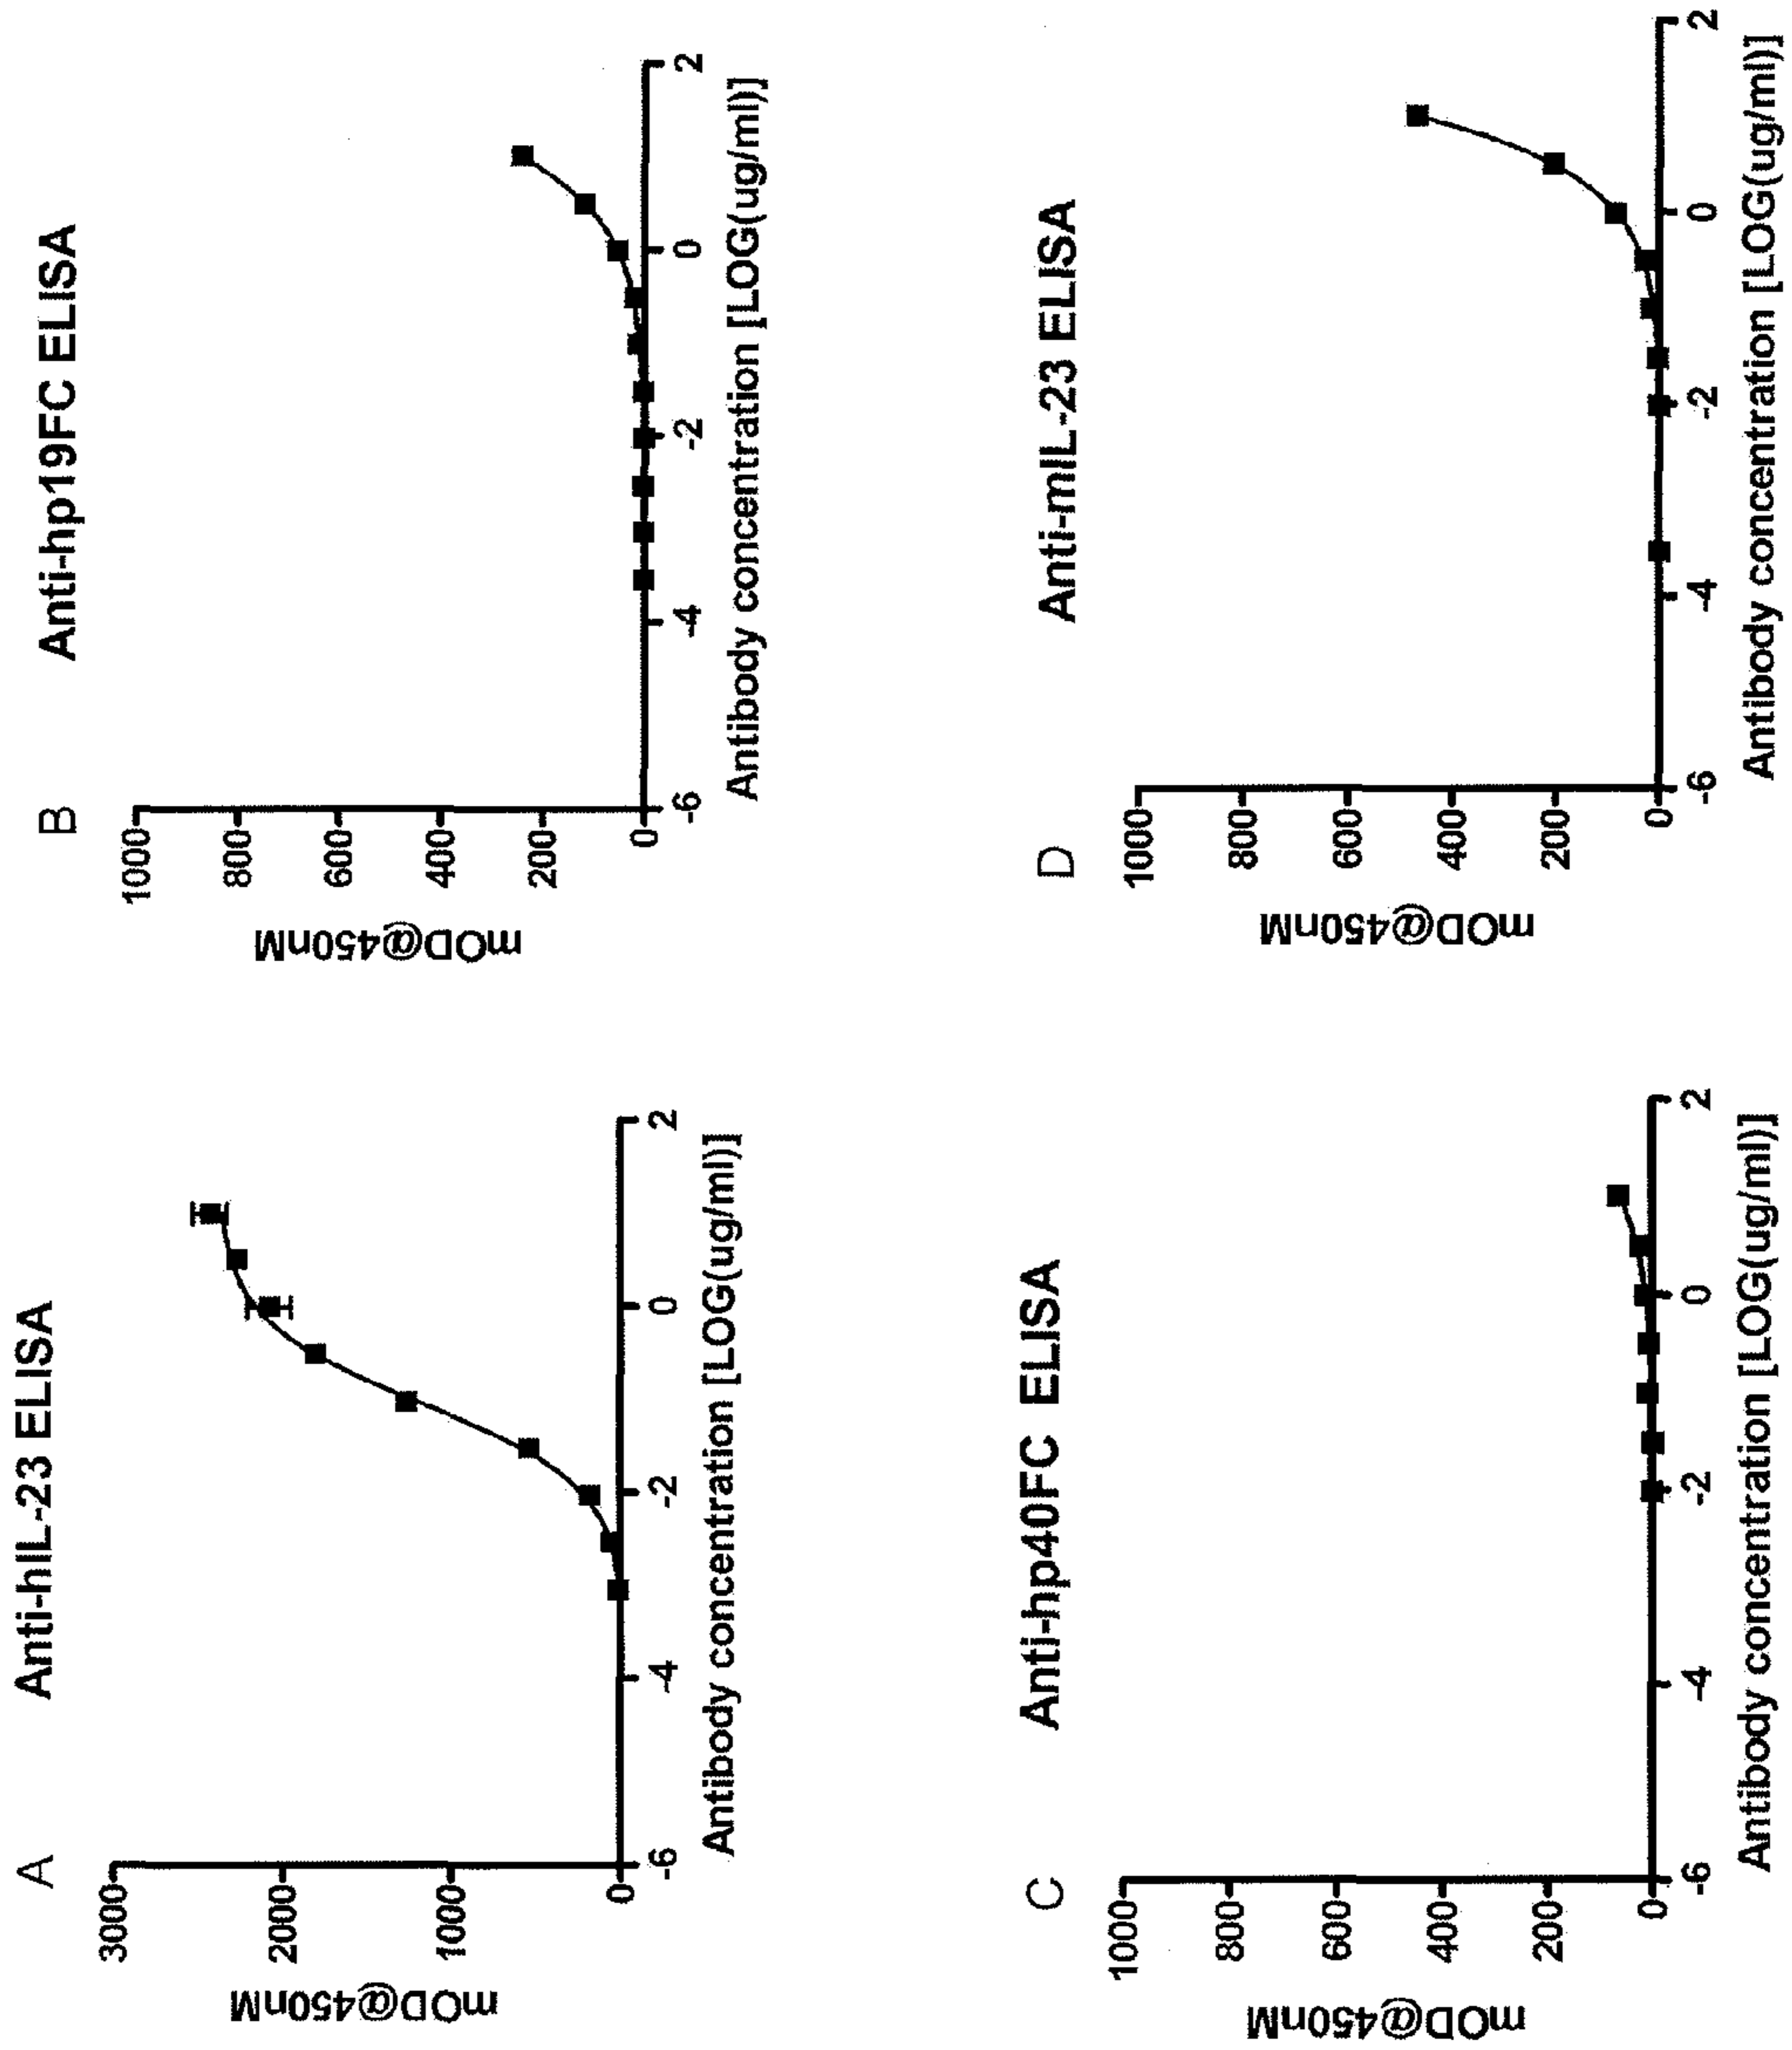 A
Anti-hIL-23 ELISA
mOD@450nM
3000
2000
1000
0
-6
-4
-2
0
2
Antibody concentration [LOG(ug/ml)]
B
Anti-hp19FC ELISA
mOD@450nM
1000
800
600
400
200
0
-6
-4
-2
0
2
Antibody concentration [LOG(ug/ml)]
C
Anti-hp40FC ELISA
mOD@450nM
1000
800
600
400
200
0
-6
-4
-2
0
2
Antibody concentration [LOG(ug/ml)]
D
Anti-mIL-23 ELISA
mOD@450nM
1000
800
600
400
200
0
-6
-4
-2
0
2
Antibody concentration [LOG(ug/ml)]